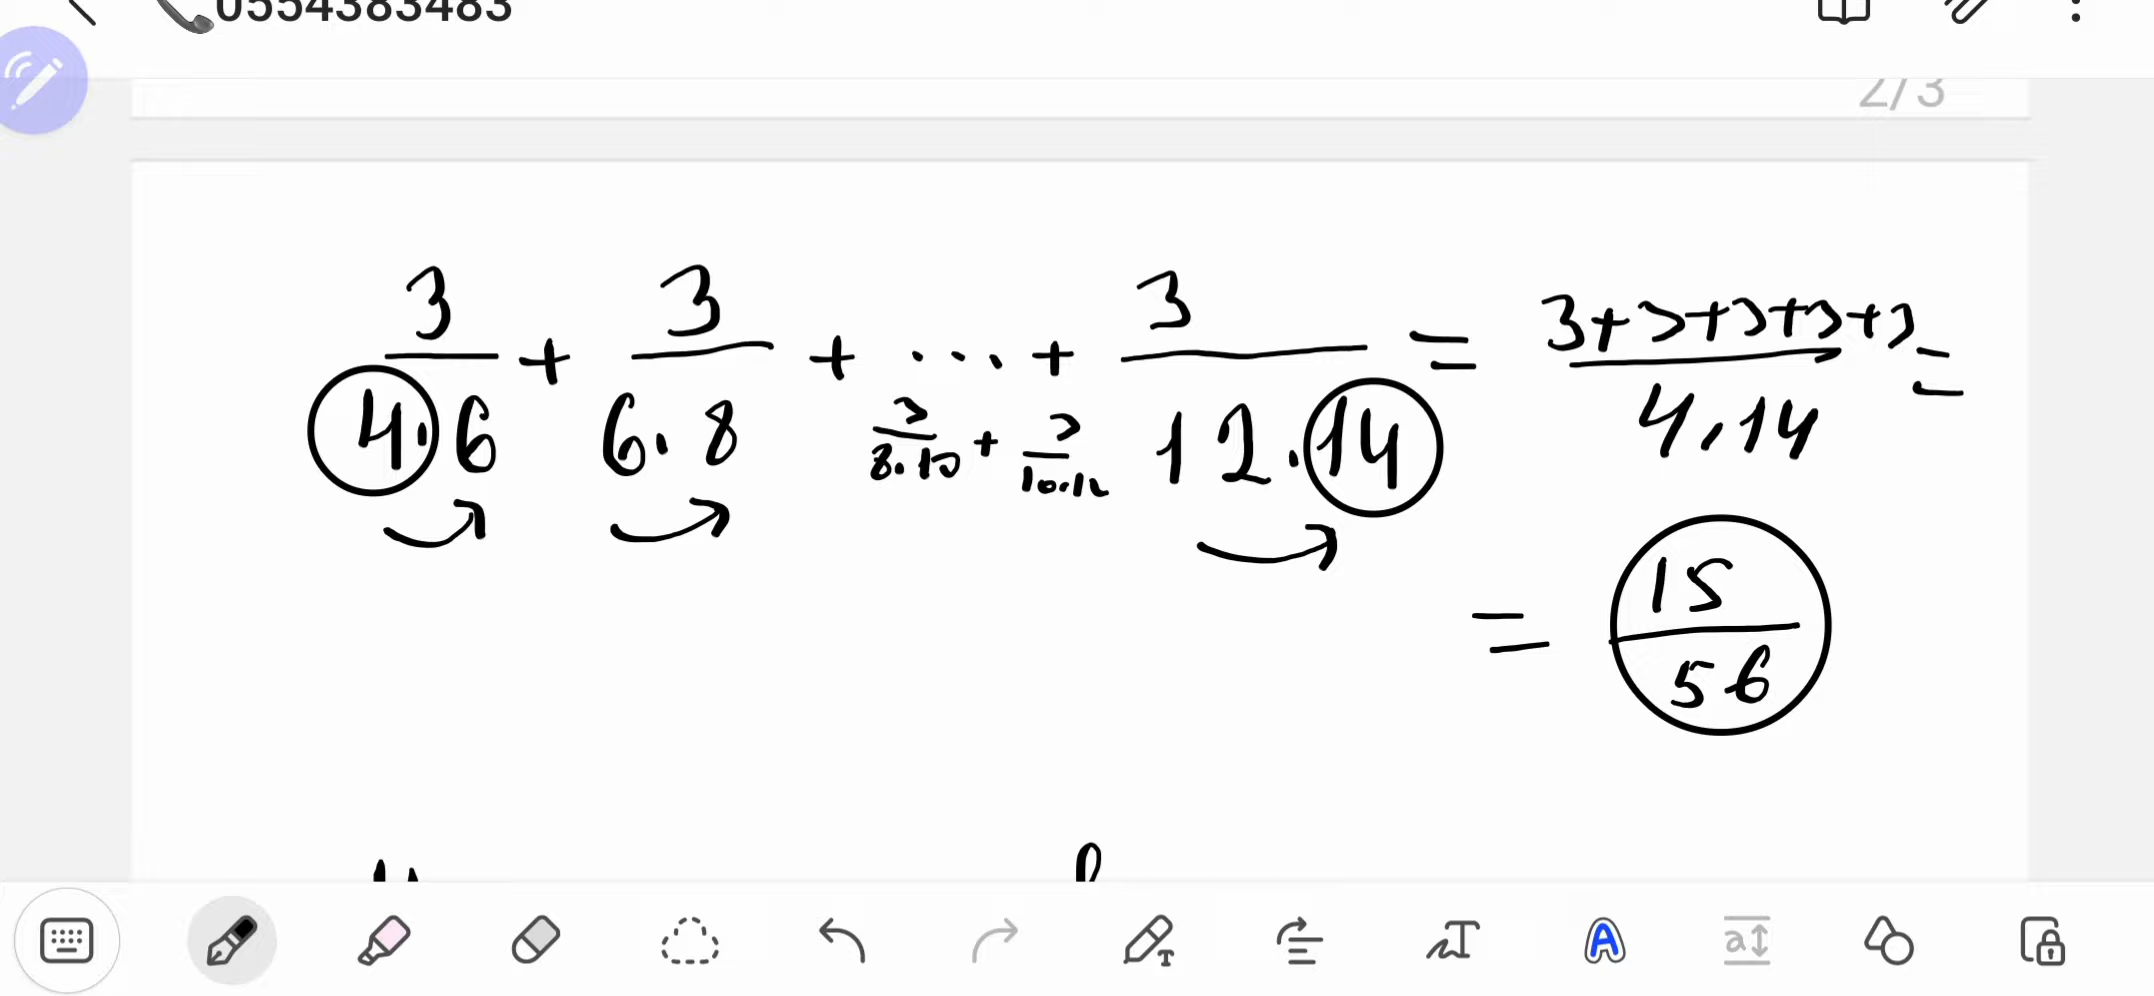 0554383483
2/3
3/(4·6) + 3/(6·8) + ... + 3/(12·14) = (3+3+3+3+3)/(4·14) =
3/(8·10) + 3/(10·12)
= 15/56
T
T
A
a